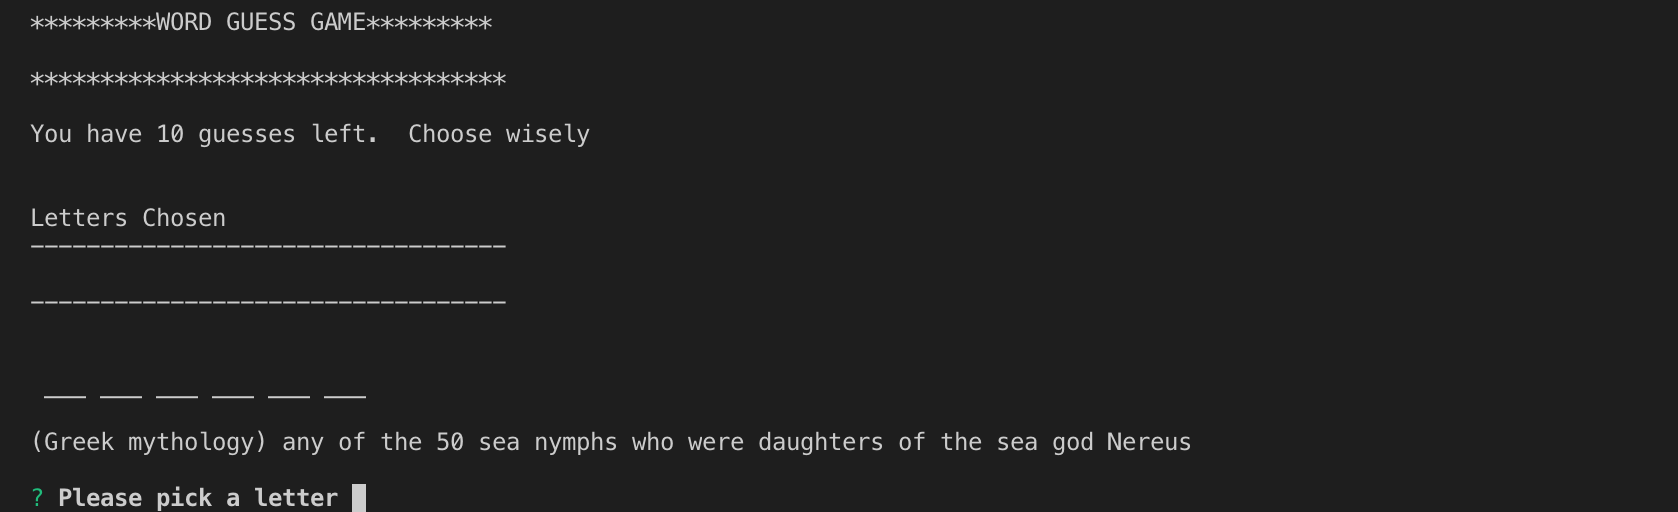 *********WORD GUESS GAME*********
**********************************
You have 10 guesses left.  Choose wisely
Letters Chosen
----------------------------------
----------------------------------
___ ___ ___ ___ ___ ___
(Greek mythology) any of the 50 sea nymphs who were daughters of the sea god Nereus
? Please pick a letter